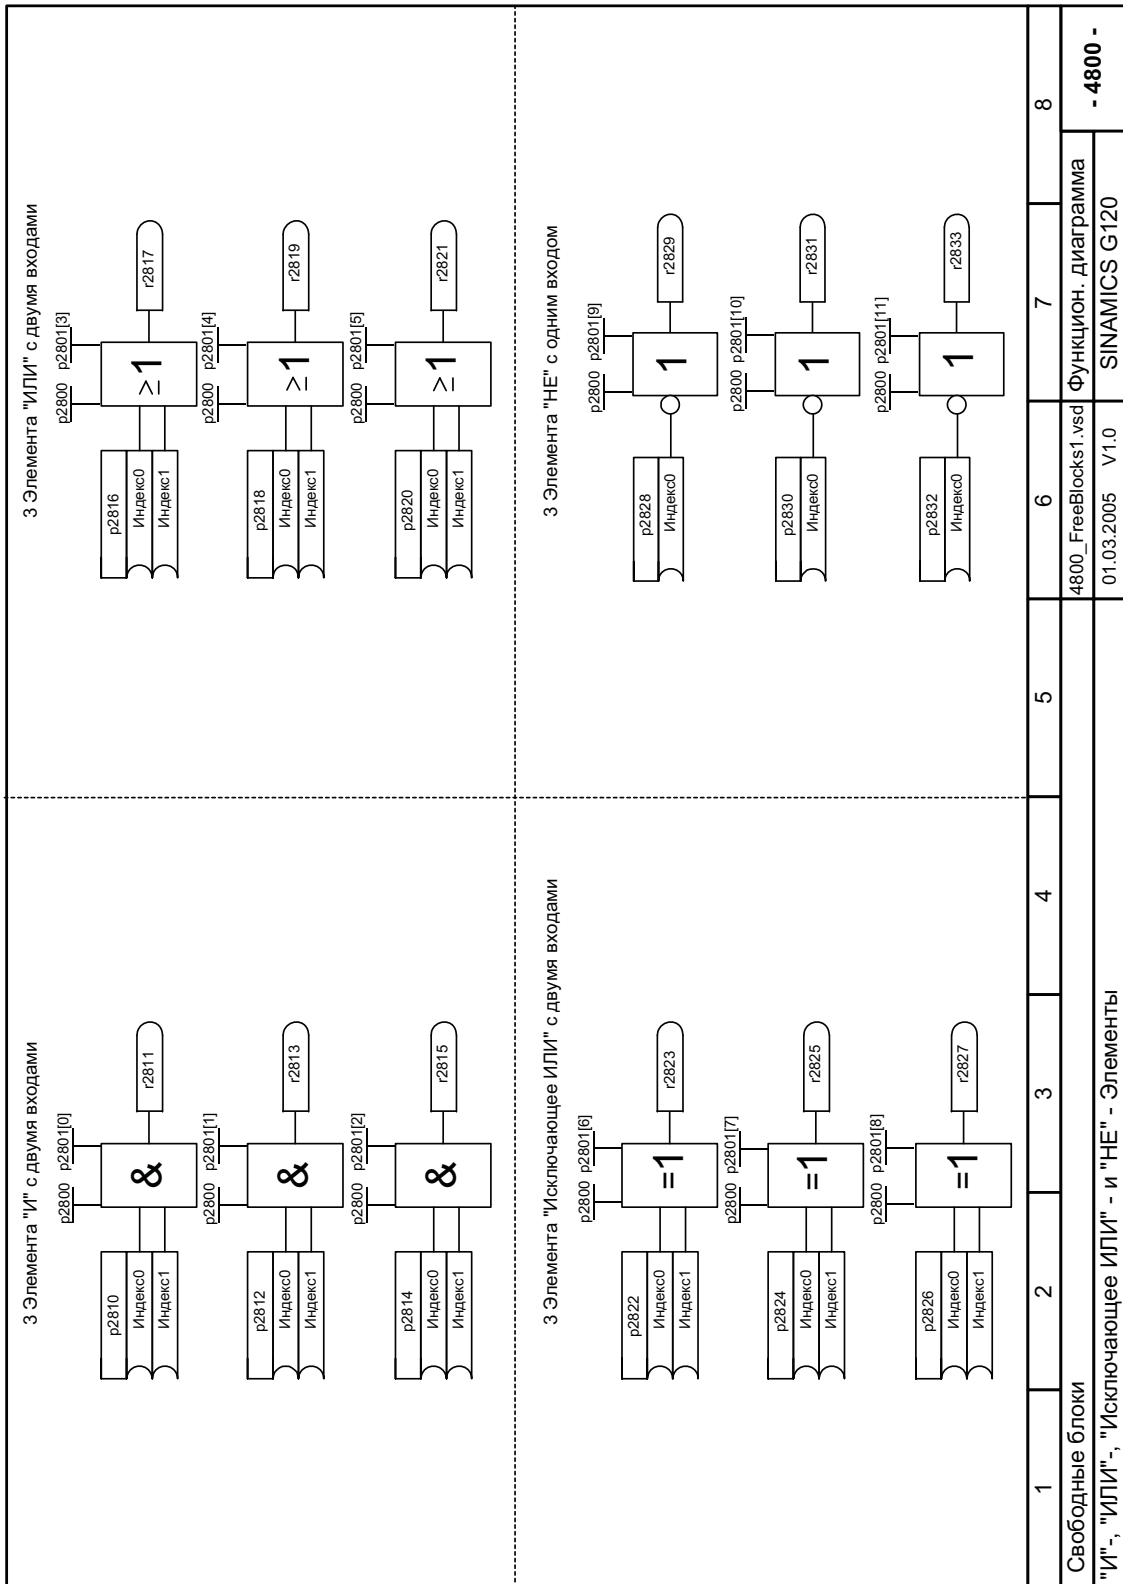 3 Элемента "И" с двумя входами
p2800 p2801[0]
p2810
Индекс0
Индекс1
&
r2811
p2800 p2801[1]
p2812
Индекс0
Индекс1
&
r2813
p2800 p2801[2]
p2814
Индекс0
Индекс1
&
r2815
3 Элемента "ИЛИ" с двумя входами
p2800 p2801[3]
p2816
Индекс0
Индекс1
≥1
r2817
p2800 p2801[4]
p2818
Индекс0
Индекс1
≥1
r2819
p2800 p2801[5]
p2820
Индекс0
Индекс1
≥1
r2821
3 Элемента "Исключающее ИЛИ" с двумя входами
p2800 p2801[6]
p2822
Индекс0
Индекс1
=1
r2823
p2800 p2801[7]
p2824
Индекс0
Индекс1
=1
r2825
p2800 p2801[8]
p2826
Индекс0
Индекс1
=1
r2827
3 Элемента "НЕ" с одним входом
p2800 p2801[9]
p2828
Индекс0
1
r2829
p2800 p2801[10]
p2830
Индекс0
1
r2831
p2800 p2801[11]
p2832
Индекс0
1
r2833
1 2 3 4 5 6 7 8
Свободные блоки 4800_FreeBlocks1.vsd Функцион. диаграмма
"И"-, "ИЛИ"-, "Исключающее ИЛИ" - и "НЕ" - Элементы 01.03.2005 V1.0 SINAMICS G120
- 4800 -